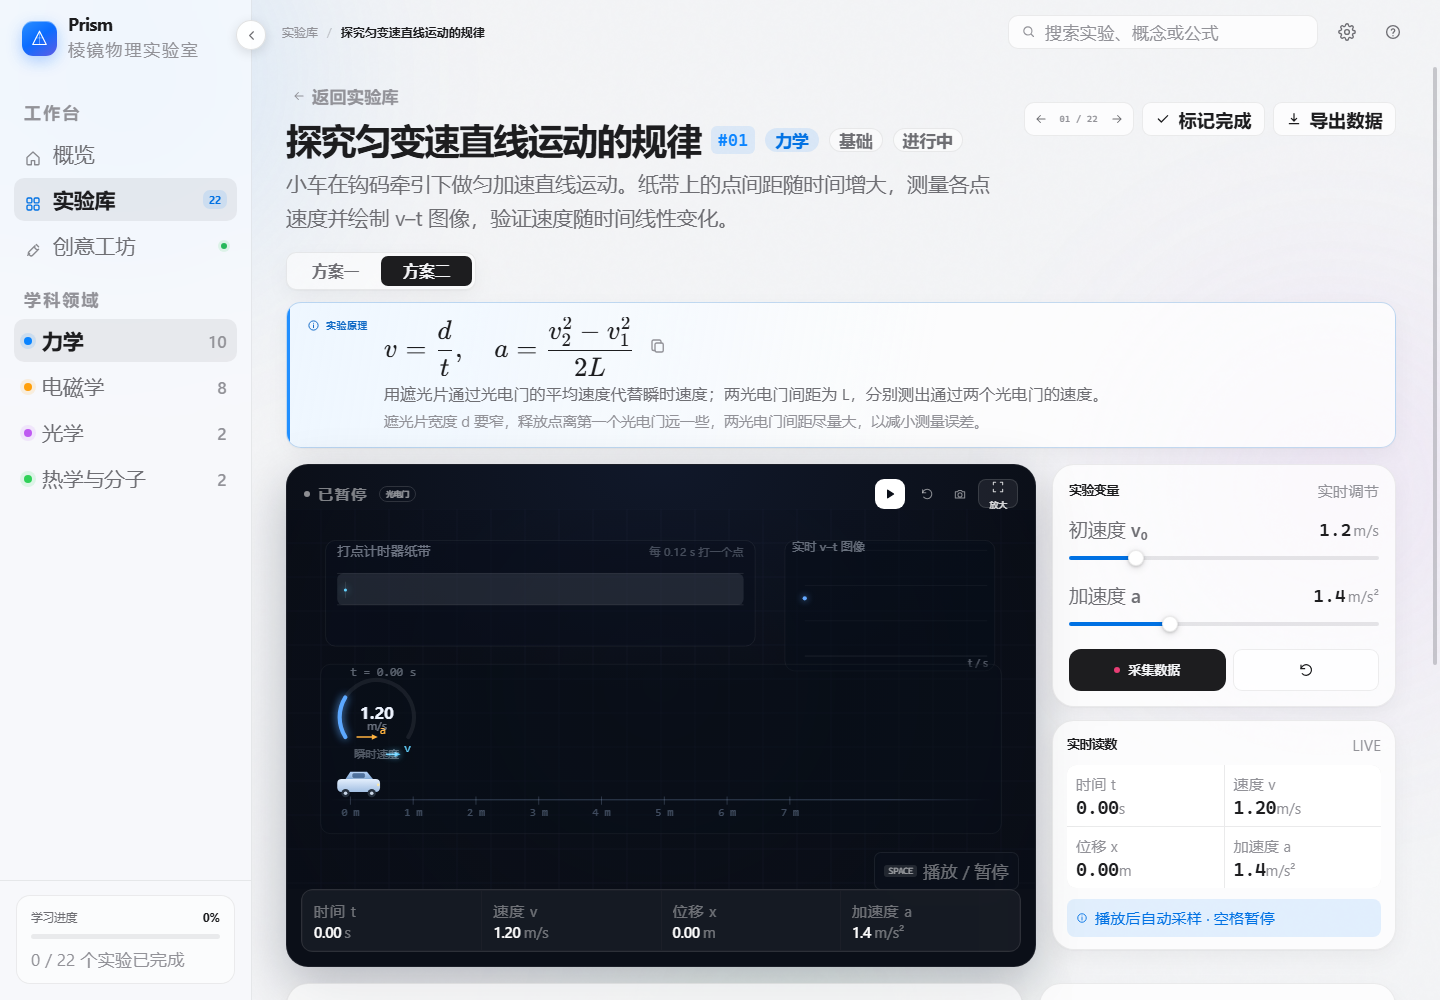 Prism
棱镜物理实验室
工作台
概览
实验库 22
创意工坊
学科领域
力学 10
电磁学 8
光学 2
热学与分子 2
学习进度 0%
0 / 22 个实验已完成
实验库 / 探究匀变速直线运动的规律
搜索实验、概念或公式
← 返回实验库
探究匀变速直线运动的规律 #01 力学 基础 进行中
← 01 / 22 → 标记完成 导出数据
小车在钩码牵引下做匀加速直线运动。纸带上的点间距随时间增大，测量各点
速度并绘制 v–t 图像，验证速度随时间线性变化。
方案一 方案二
实验原理
v = d/t, a = (v₂² − v₁²)/2L
用遮光片通过光电门的平均速度代替瞬时速度；两光电门间距为 L，分别测出通过两个光电门的速度。
遮光片宽度 d 要窄，释放点离第一个光电门远一些，两光电门间距尽量大，以减小测量误差。
已暂停 光电门
放大
打点计时器纸带 每 0.12 s 打一个点
实时 v–t 图像
t/s
t = 0.00 s
1.20
m/s
a
瞬时速度
v
0 m 1 m 2 m 3 m 4 m 5 m 6 m 7 m
SPACE 播放 / 暂停
时间 t 速度 v 位移 x 加速度 a
0.00 s 1.20 m/s 0.00 m 1.4 m/s²
实验变量 实时调节
初速度 v₀ 1.2 m/s
加速度 a 1.4 m/s²
采集数据
实时读数 LIVE
时间 t 速度 v
0.00s 1.20m/s
位移 x 加速度 a
0.00m 1.4m/s²
播放后自动采样 · 空格暂停